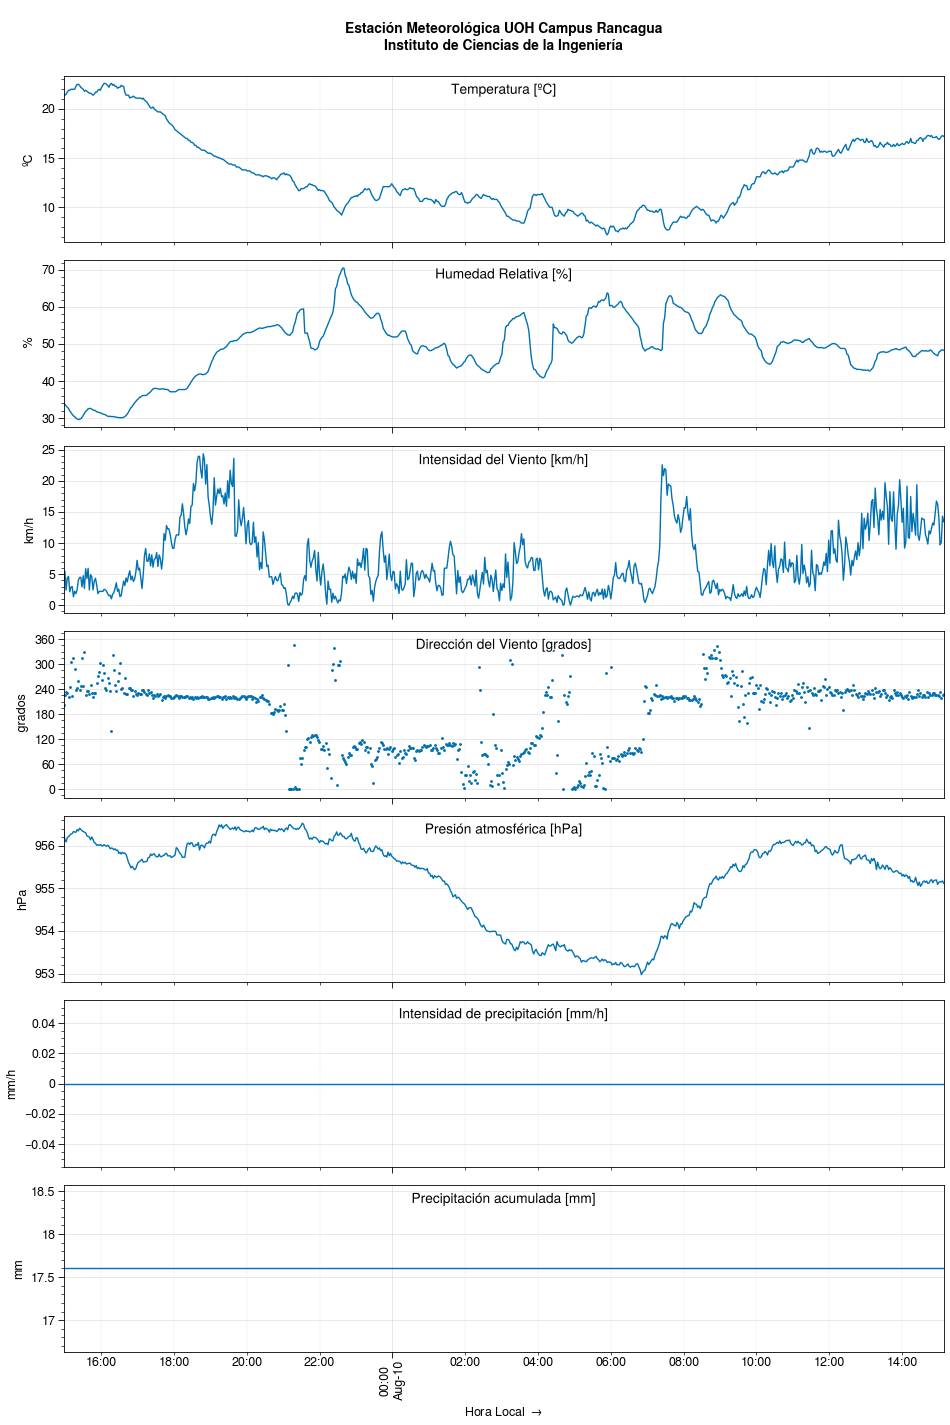 Estación Meteorológica UOH Campus Rancagua
Instituto de Ciencias de la Ingeniería
Temperatura [ºC]
20
15
10
ºC
Humedad Relativa [%]
70
60
50
40
30
%
Intensidad del Viento [km/h]
25
20
15
10
5
0
km/h
Dirección del Viento [grados]
360
300
240
180
120
60
0
grados
Presión atmosférica [hPa]
956
955
954
953
hPa
Intensidad de precipitación [mm/h]
0.04
0.02
0
−0.02
−0.04
mm/h
Precipitación acumulada [mm]
18.5
18
17.5
17
mm
16:00 18:00 20:00 22:00 00:00 02:00 04:00 06:00 08:00 10:00 12:00 14:00
Aug-10
Hora Local →